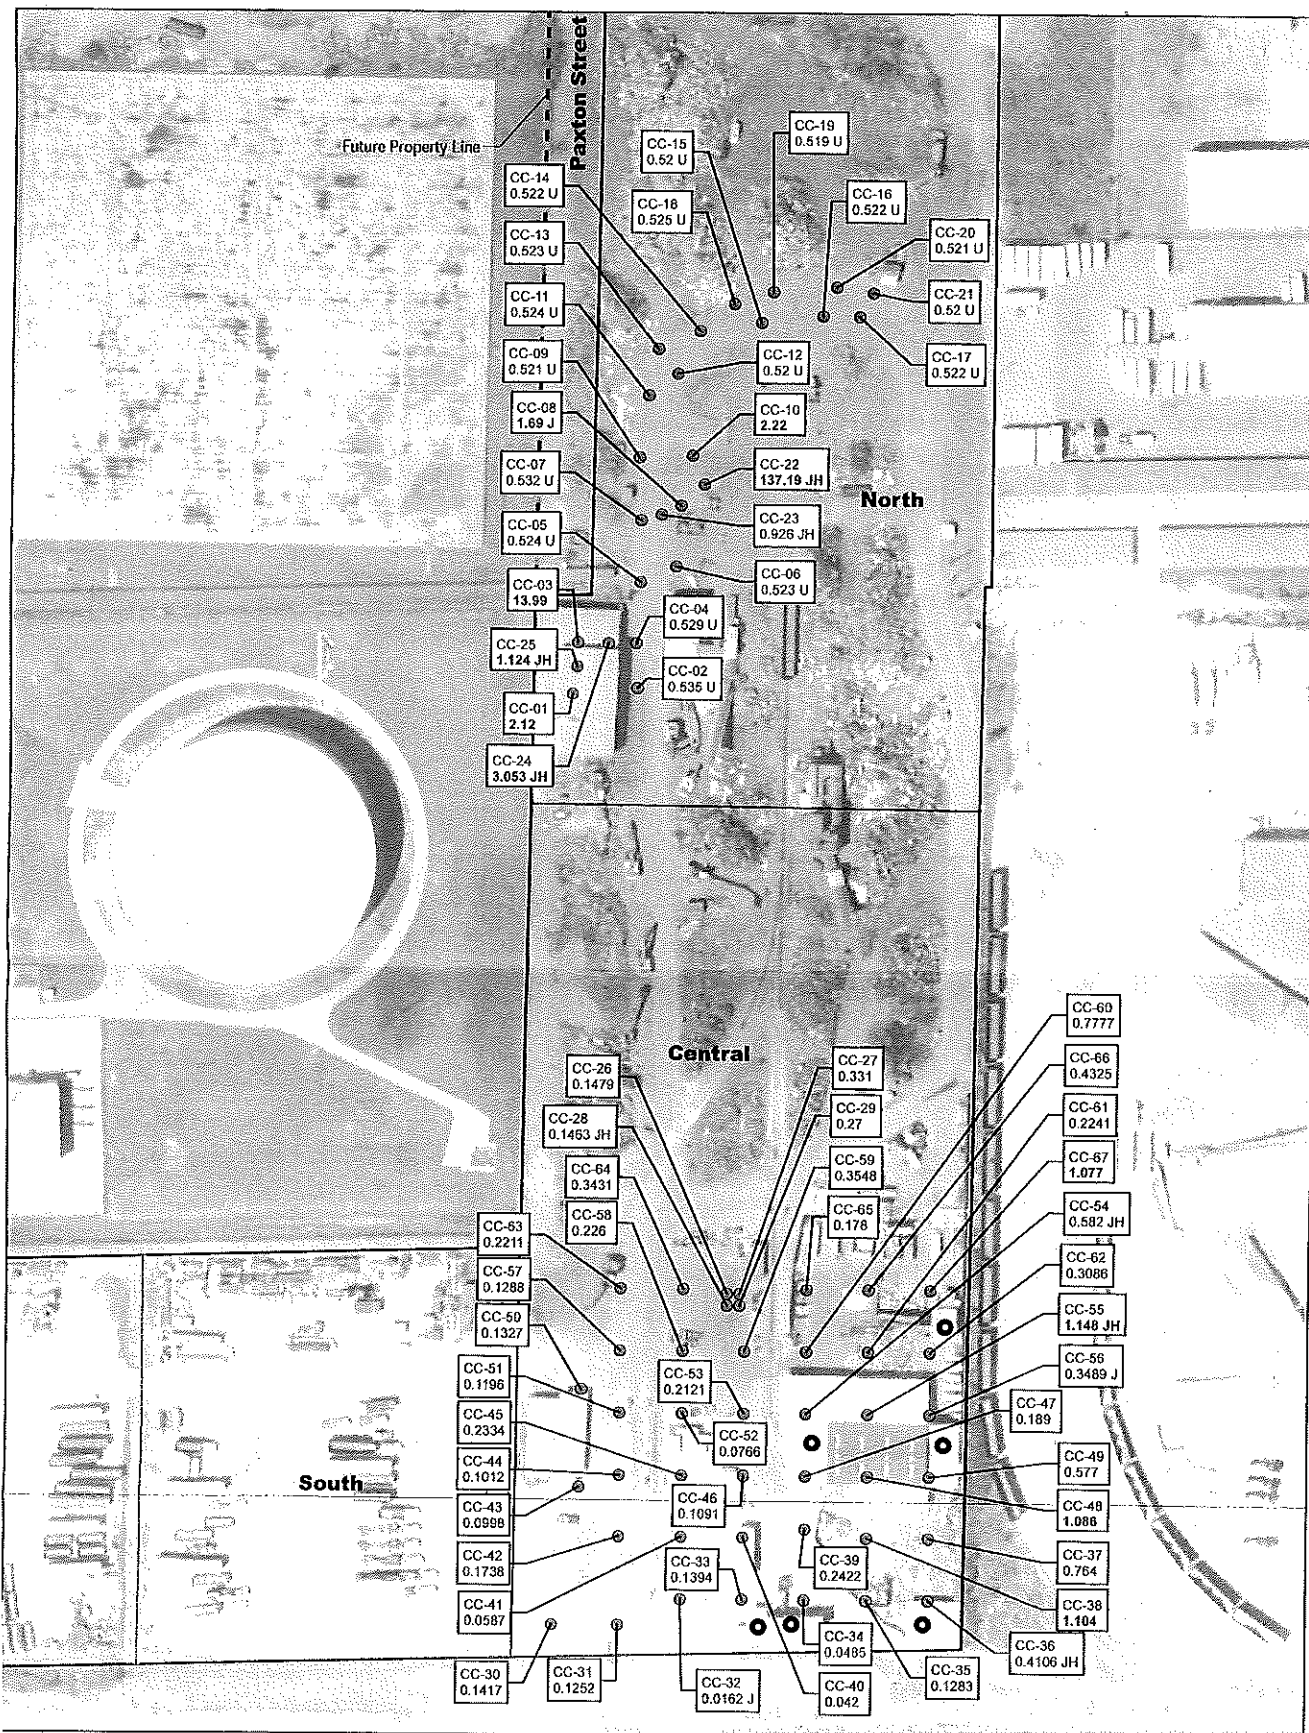 Paxton Street
Future Property Line
CC-19
0.519 U
CC-15
0.52 U
CC-14
0.522 U
CC-16
0.522 U
CC-18
0.525 U
CC-13
0.523 U
CC-20
0.521 U
CC-11
0.524 U
CC-21
0.52 U
CC-09
0.521 U
CC-12
0.52 U
CC-17
0.522 U
CC-08
1.69 J
CC-10
2.22
CC-07
0.532 U
CC-22
137.19 JH
North
CC-05
0.524 U
CC-23
0.926 JH
CC-03
13.99
CC-06
0.523 U
CC-04
0.529 U
CC-25
1.124 JH
CC-02
0.535 U
CC-01
2.12
CC-24
3.053 JH
CC-60
0.7777
Central
CC-26
0.1479
CC-27
0.331
CC-66
0.4325
CC-28
0.1463 JH
CC-29
0.27
CC-61
0.2241
CC-64
0.3431
CC-59
0.3548
CC-67
1.077
CC-58
0.226
CC-65
0.178
CC-54
0.582 JH
CC-63
0.2211
CC-62
0.3086
CC-57
0.1288
CC-55
1.148 JH
CC-50
0.1327
CC-56
0.3489 J
CC-51
0.1196
CC-53
0.2121
CC-47
0.189
CC-45
0.2334
CC-52
0.0766
CC-44
0.1012
CC-49
0.577
South
CC-46
0.1091
CC-43
0.0998
CC-48
1.086
CC-42
0.1738
CC-33
0.1394
CC-39
0.2422
CC-37
0.764
CC-41
0.0587
CC-38
1.104
CC-34
0.0485
CC-36
0.4106 JH
CC-30
0.1417
CC-31
0.1252
CC-32
0.0162 J
CC-40
0.042
CC-35
0.1283